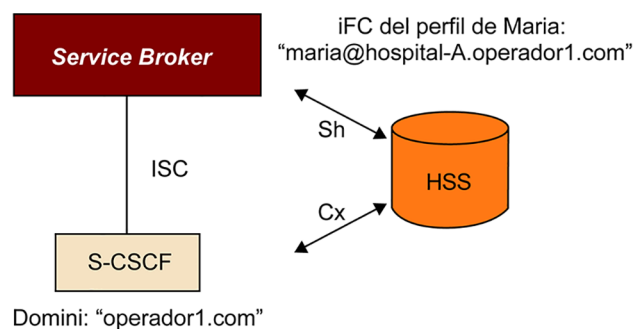 iFC del perfil de Maria:
“maria@hospital-A.operador1.com”
Service Broker
Sh
ISC
HSS
Cx
S-CSCF
Domini: “operador1.com”